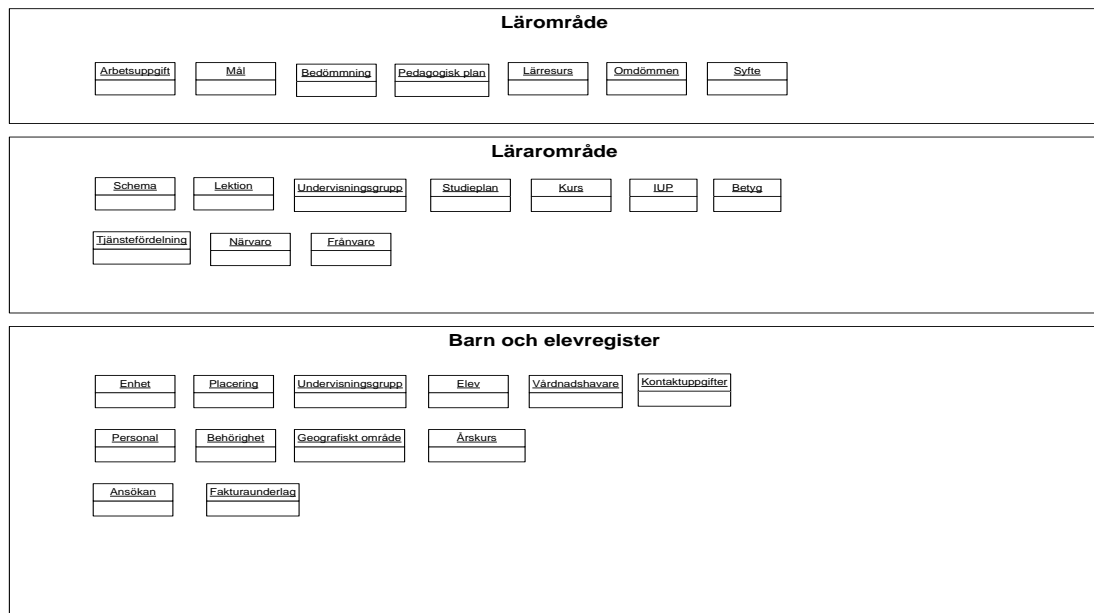 Lärområde
Arbetsuppgift Mål Bedömmning Pedagogisk plan Lärresurs Omdömmen Syfte
Lärarområde
Schema Lektion Undervisningsgrupp Studieplan Kurs IUP Betyg
Tjänstefördelning Närvaro Frånvaro
Barn och elevregister
Enhet Placering Undervisningsgrupp Elev Vårdnadshavare Kontaktuppgifter
Personal Behörighet Geografiskt område Årskurs
Ansökan Fakturaunderlag